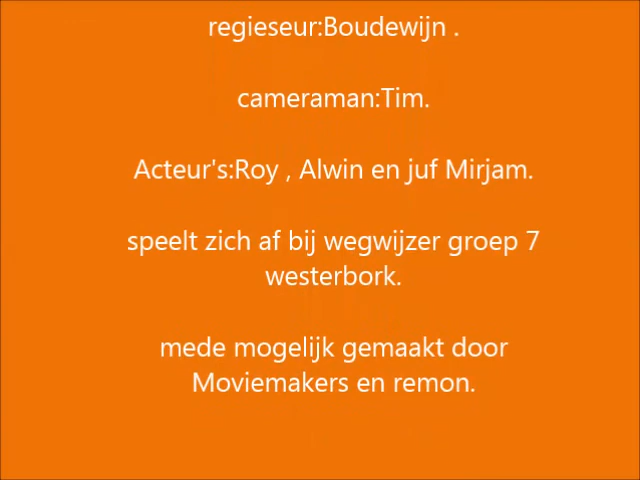 regieseur:Boudewijn .
cameraman:Tim.
Acteur's:Roy , Alwin en juf Mirjam.
speelt zich af bij wegwijzer groep 7
westerbork.
mede mogelijk gemaakt door
Moviemakers en remon.